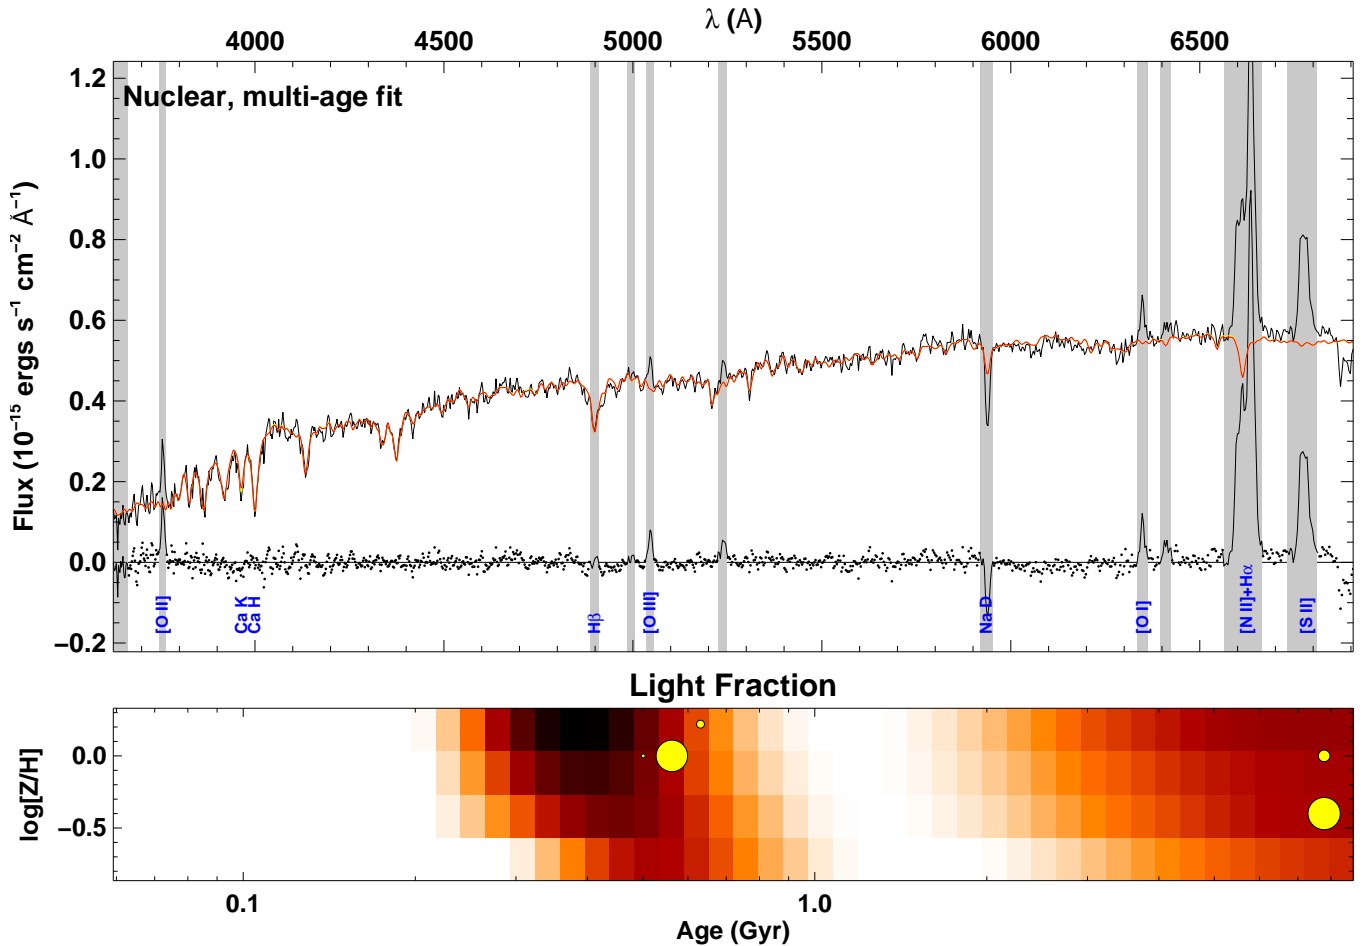 λ (A)
4000 4500 5000 5500 6000 6500
Nuclear, multi-age fit
1.2
1.0
0.8
0.6
0.4
0.2
0.0
−0.2
Flux (10⁻¹⁵ ergs s⁻¹ cm⁻² Å⁻¹)
[O II]
Ca K
Ca H
Hβ
[O III]
Na D
[O I]
[N II]+Hα
[S II]
Light Fraction
log[Z/H]
0.0
−0.5
0.1 1.0
Age (Gyr)